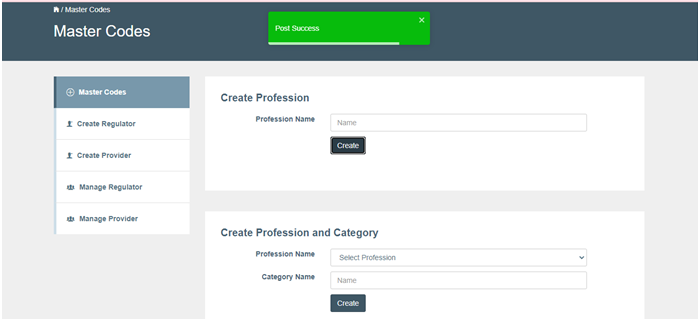 / Master Codes
Master Codes
Post Success
×
Master Codes
Create Regulator
Create Provider
Manage Regulator
Manage Provider
Create Profession
Profession Name
Name
Create
Create Profession and Category
Profession Name
Select Profession
Category Name
Name
Create